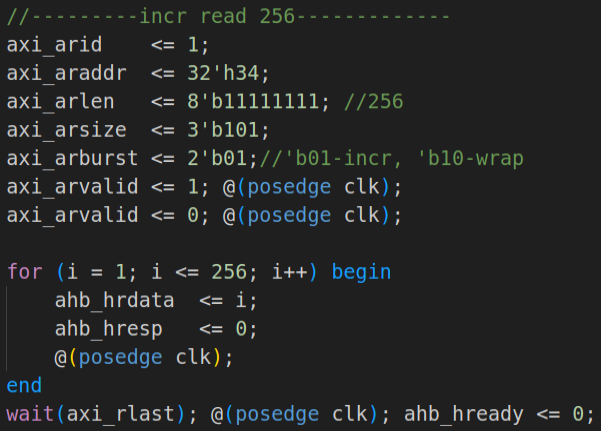 //---------incr read 256-------------
axi_arid    <= 1;
axi_araddr  <= 32'h34;
axi_arlen   <= 8'b11111111; //256
axi_arsize  <= 3'b101;
axi_arburst <= 2'b01;//'b01-incr, 'b10-wrap
axi_arvalid <= 1; @(posedge clk);
axi_arvalid <= 0; @(posedge clk);

for (i = 1; i <= 256; i++) begin
    ahb_hrdata  <= i;
    ahb_hresp   <= 0;
    @(posedge clk);
end
wait(axi_rlast); @(posedge clk); ahb_hready <= 0;